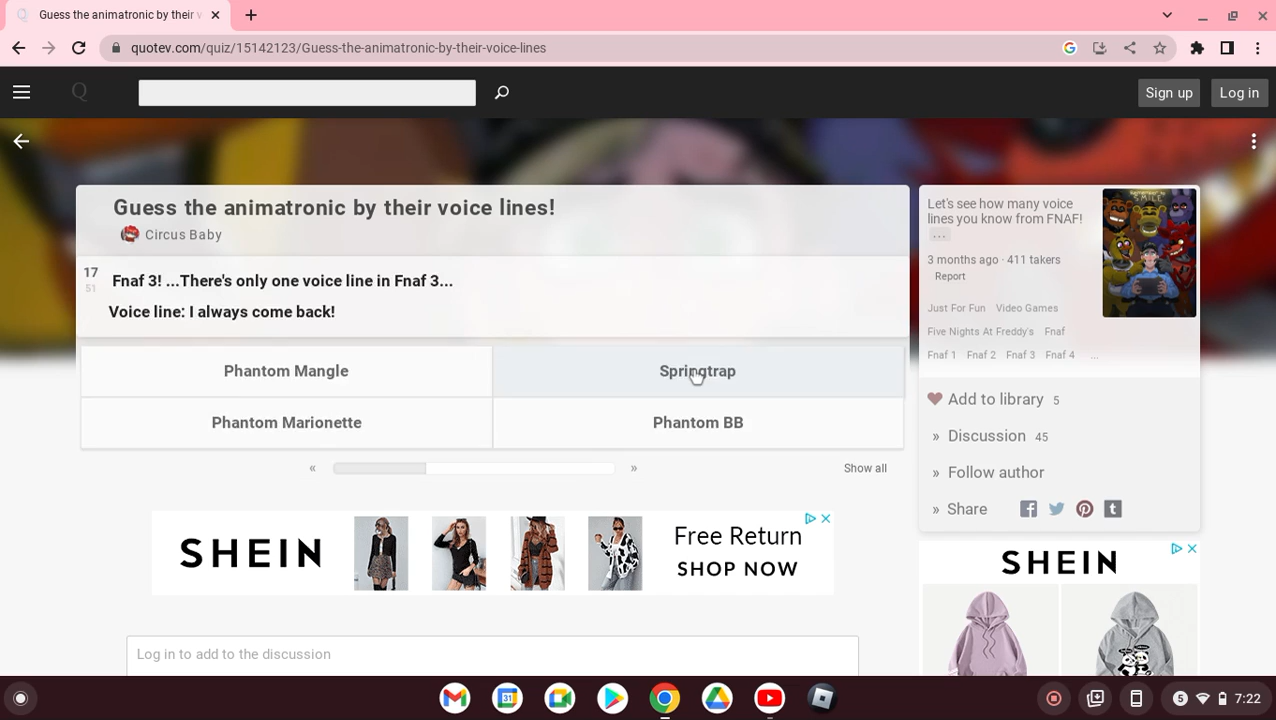 Guess the animatronic by their v
quotev.com/quiz/15142123/Guess-the-animatronic-by-their-voice-lines
Q
Sign up
Log in
Guess the animatronic by their voice lines!
Circus Baby
17
51
Fnaf 3! ...There's only one voice line in Fnaf 3...
Voice line: I always come back!
Phantom Mangle
Springtrap
Phantom Marionette
Phantom BB
«
»
Show all
Let's see how many voice
lines you know from FNAF!
...
3 months ago · 411 takers
Report
Just For Fun Video Games
Five Nights At Freddy's Fnaf
Fnaf 1 Fnaf 2 Fnaf 3 Fnaf 4 ...
Add to library 5
» Discussion 45
» Follow author
» Share
SHEIN
Free Return
SHOP NOW
SHEIN
Log in to add to the discussion
31
5
7:22